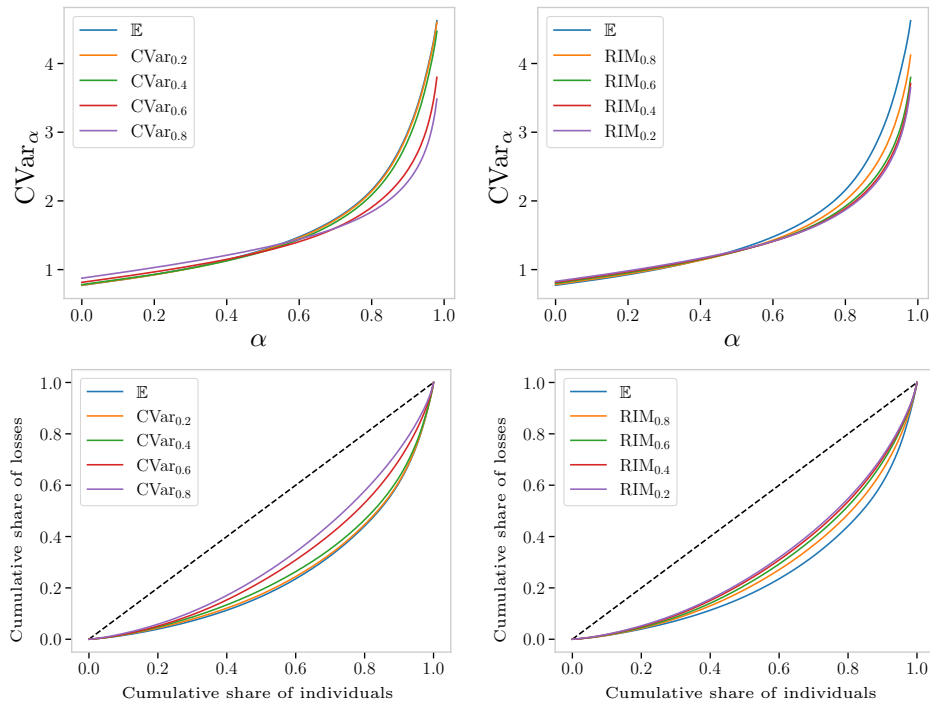 𝔼
CVar0.2
CVar0.4
CVar0.6
CVar0.8
CVarα
4
3
2
1
0.0 0.2 0.4 0.6 0.8 1.0
α
𝔼
RIM0.8
RIM0.6
RIM0.4
RIM0.2
CVarα
4
3
2
1
0.0 0.2 0.4 0.6 0.8 1.0
α
𝔼
CVar0.2
CVar0.4
CVar0.6
CVar0.8
Cumulative share of losses
1.0
0.8
0.6
0.4
0.2
0.0
0.0 0.2 0.4 0.6 0.8 1.0
Cumulative share of individuals
𝔼
RIM0.8
RIM0.6
RIM0.4
RIM0.2
Cumulative share of losses
1.0
0.8
0.6
0.4
0.2
0.0
0.0 0.2 0.4 0.6 0.8 1.0
Cumulative share of individuals